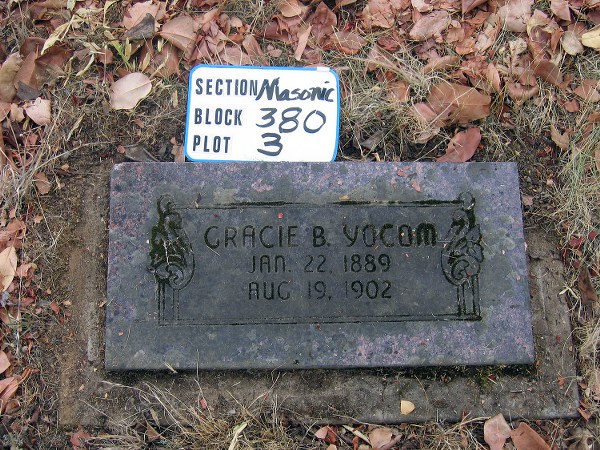 SECTION Masonic
BLOCK 380
PLOT 3
GRACIE B. YOCOM
JAN. 22, 1889
AUG 19, 1902